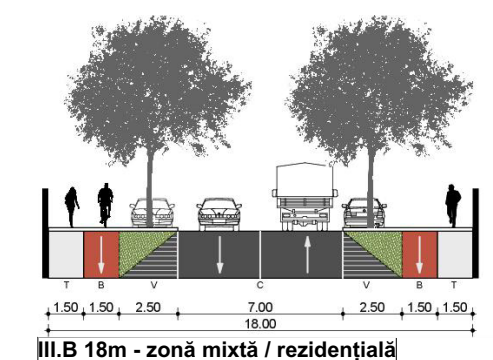 T B V C V B T
1.50 1.50 2.50 7.00 2.50 1.50 1.50
18.00
III.B 18m - zonă mixtă / rezidențială